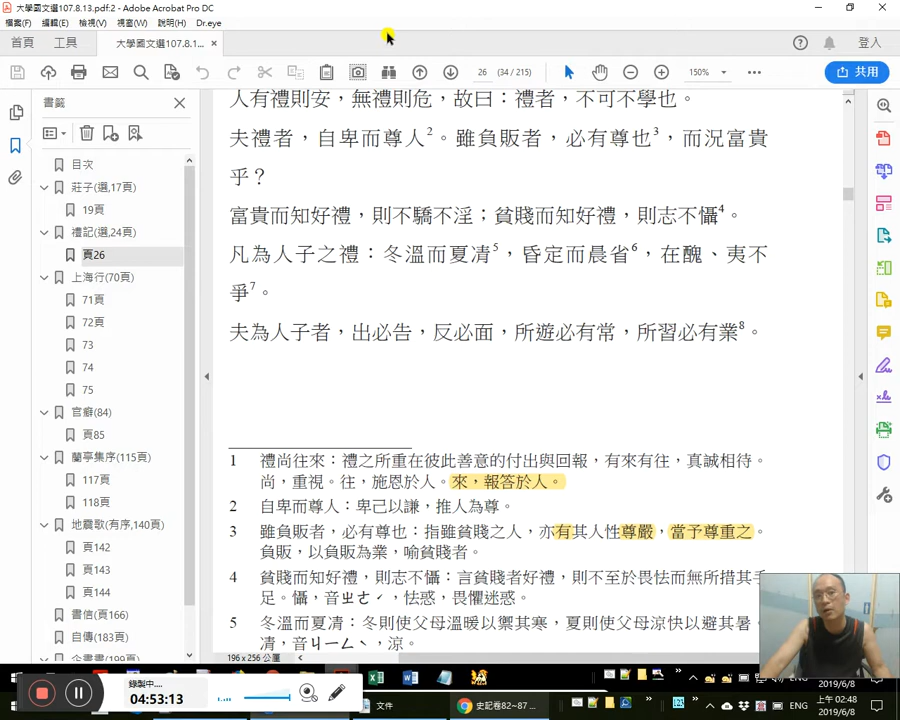 大學國文選107.8.13.pdf:2 - Adobe Acrobat Pro DC
檔案(F) 編輯(E) 檢視(V) 視窗(W) 說明(H) Dr.eye
首頁 工具 大學國文選107.8.1... × 登入
26 (34 / 215) 150% 共用
書籤
目次
莊子(選,17頁)
19頁
禮記(選,24頁)
頁26
上海行(70頁)
71頁
72頁
73
74
75
官癖(84)
頁85
蘭亭集序(115頁)
117頁
118頁
地震歌(有序,140頁)
頁142
頁143
頁144
書信(頁166)
自傳(183頁)
企畫書(199頁)
人有禮則安,無禮則危,故曰:禮者,不可不學也。
夫禮者,自卑而尊人2。雖負販者,必有尊也3,而況富貴
乎?
富貴而知好禮,則不驕不淫;貧賤而知好禮,則志不懾4。
凡為人子之禮:冬溫而夏凊5,昏定而晨省6,在醜、夷不
爭7。
夫為人子者,出必告,反必面,所遊必有常,所習必有業8。
1 禮尚往來:禮之所重在彼此善意的付出與回報,有來有往,真誠相待。
尚,重視。往,施恩於人。來,報答於人。
2 自卑而尊人:卑己以謙,推人為尊。
3 雖負販者,必有尊也:指雖貧賤之人,亦有其人性尊嚴,當予尊重之。
負販,以負販為業,喻貧賤者。
4 貧賤而知好禮,則志不懾:言貧賤者好禮,則不至於畏怯而無所措其手
足。懾,音ㄓㄜˊ,怯惑,畏懼迷惑。
5 冬溫而夏凊:冬則使父母溫暖以禦其寒,夏則使父母涼快以避其暑。
凊,音ㄐㄧㄥˋ,涼。
196 x 256 公釐
錄製中...
04:53:13
文件
史記卷82~87 ...
ENG
2019/6/8
上午 02:48
2019/6/8